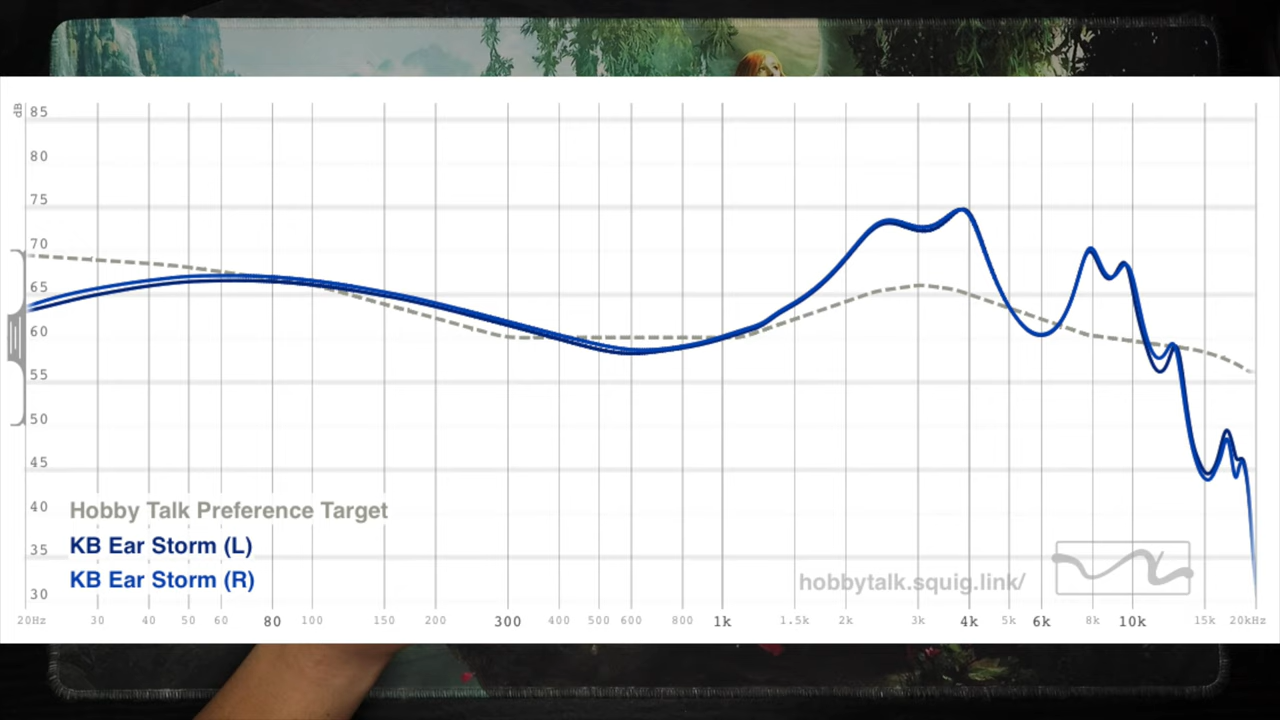 dB
85
80
75
70
65
60
55
50
45
40
35
30
Hobby Talk Preference Target
KB Ear Storm (L)
KB Ear Storm (R)
hobbytalk.squig.link/
20Hz 30 40 50 60 80 100 150 200 300 400 500 600 800 1k 1.5k 2k 3k 4k 5k 6k 8k 10k 15k 20kHz